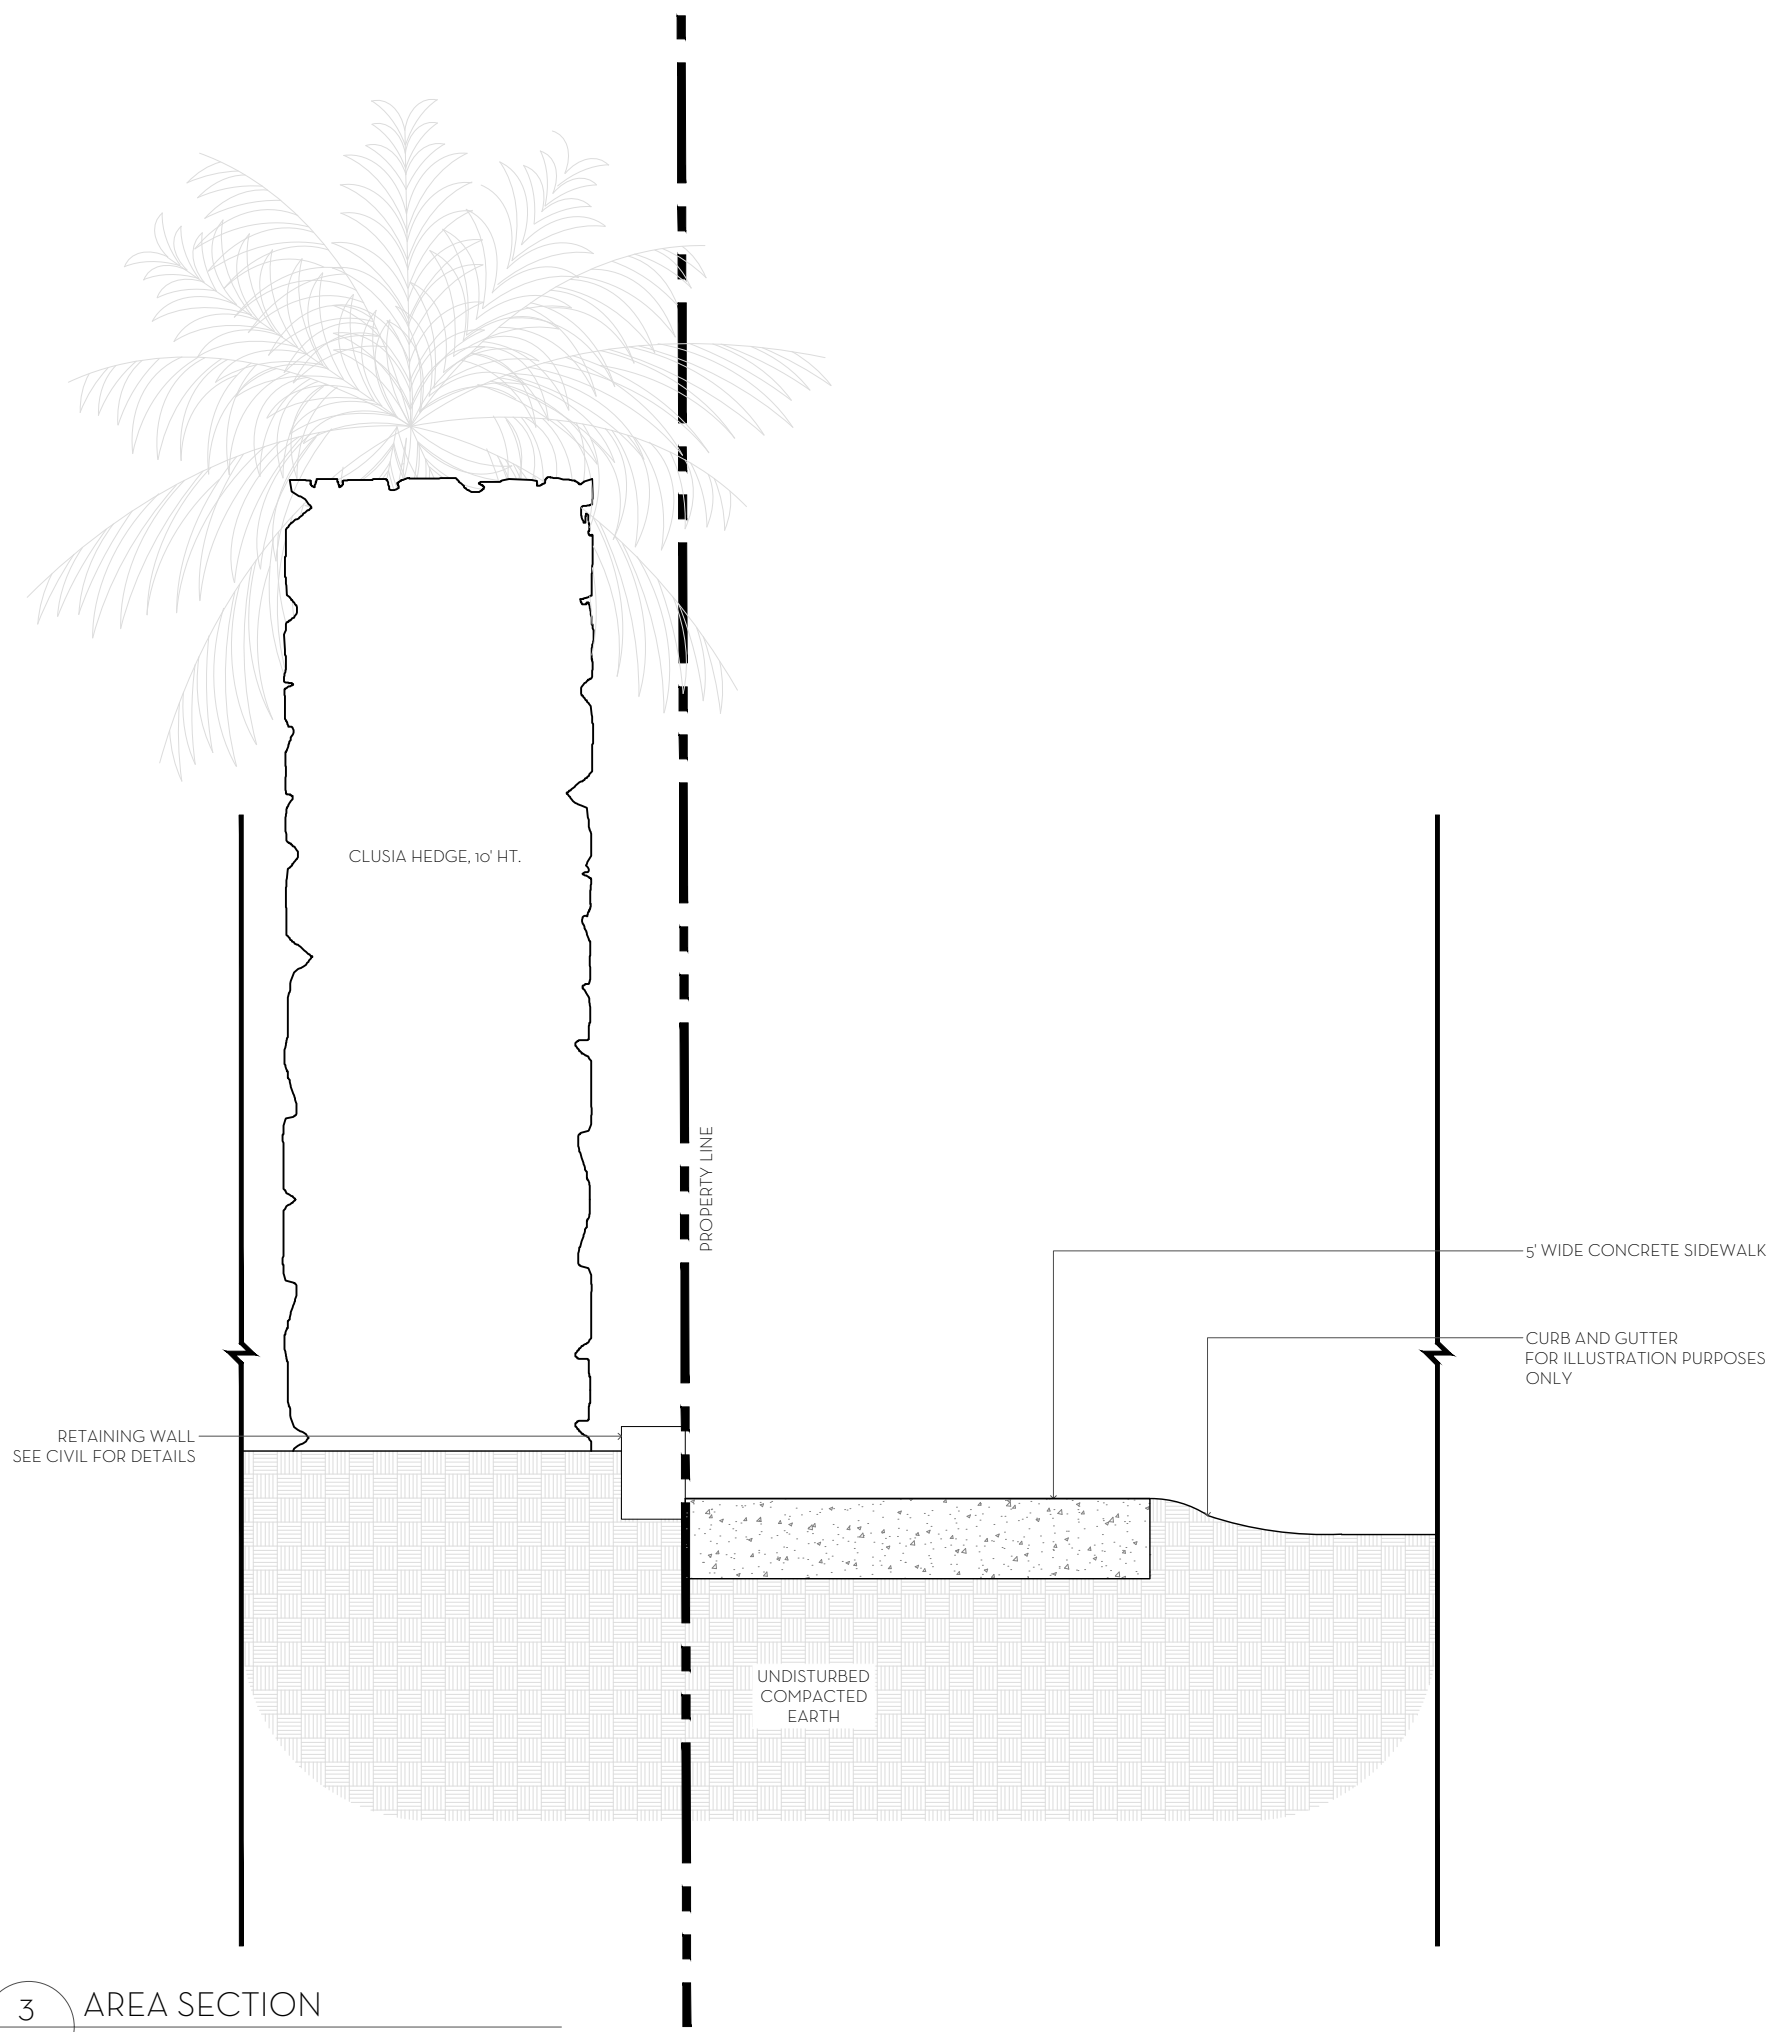 CLUSIA HEDGE, 10' HT.
PROPERTY LINE
5' WIDE CONCRETE SIDEWALK
CURB AND GUTTER
FOR ILLUSTRATION PURPOSES
ONLY
RETAINING WALL
SEE CIVIL FOR DETAILS
UNDISTURBED
COMPACTED
EARTH
3 AREA SECTION